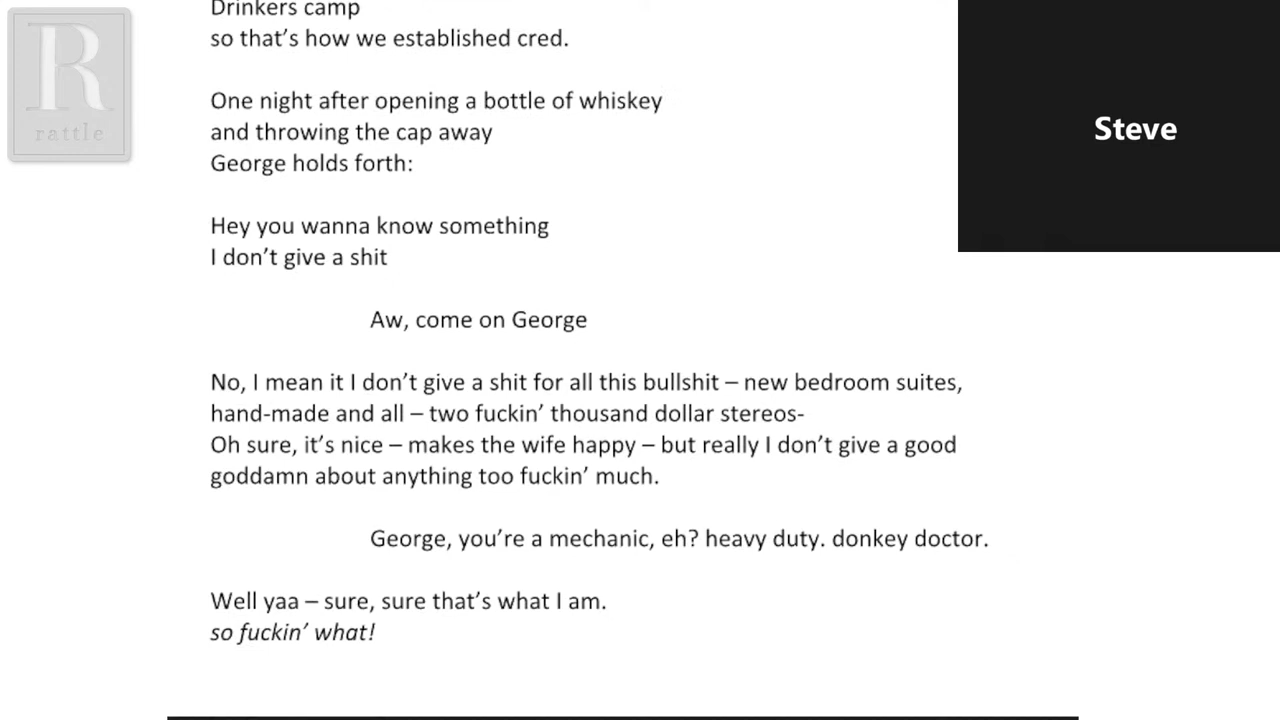 R
rattle
Drinkers camp
so that’s how we established cred.
One night after opening a bottle of whiskey
and throwing the cap away
George holds forth:
Hey you wanna know something
I don’t give a shit
Aw, come on George
No, I mean it I don’t give a shit for all this bullshit – new bedroom suites,
hand-made and all – two fuckin’ thousand dollar stereos-
Oh sure, it’s nice – makes the wife happy – but really I don’t give a good
goddamn about anything too fuckin’ much.
George, you’re a mechanic, eh? heavy duty. donkey doctor.
Well yaa – sure, sure that’s what I am.
so fuckin’ what!
Steve